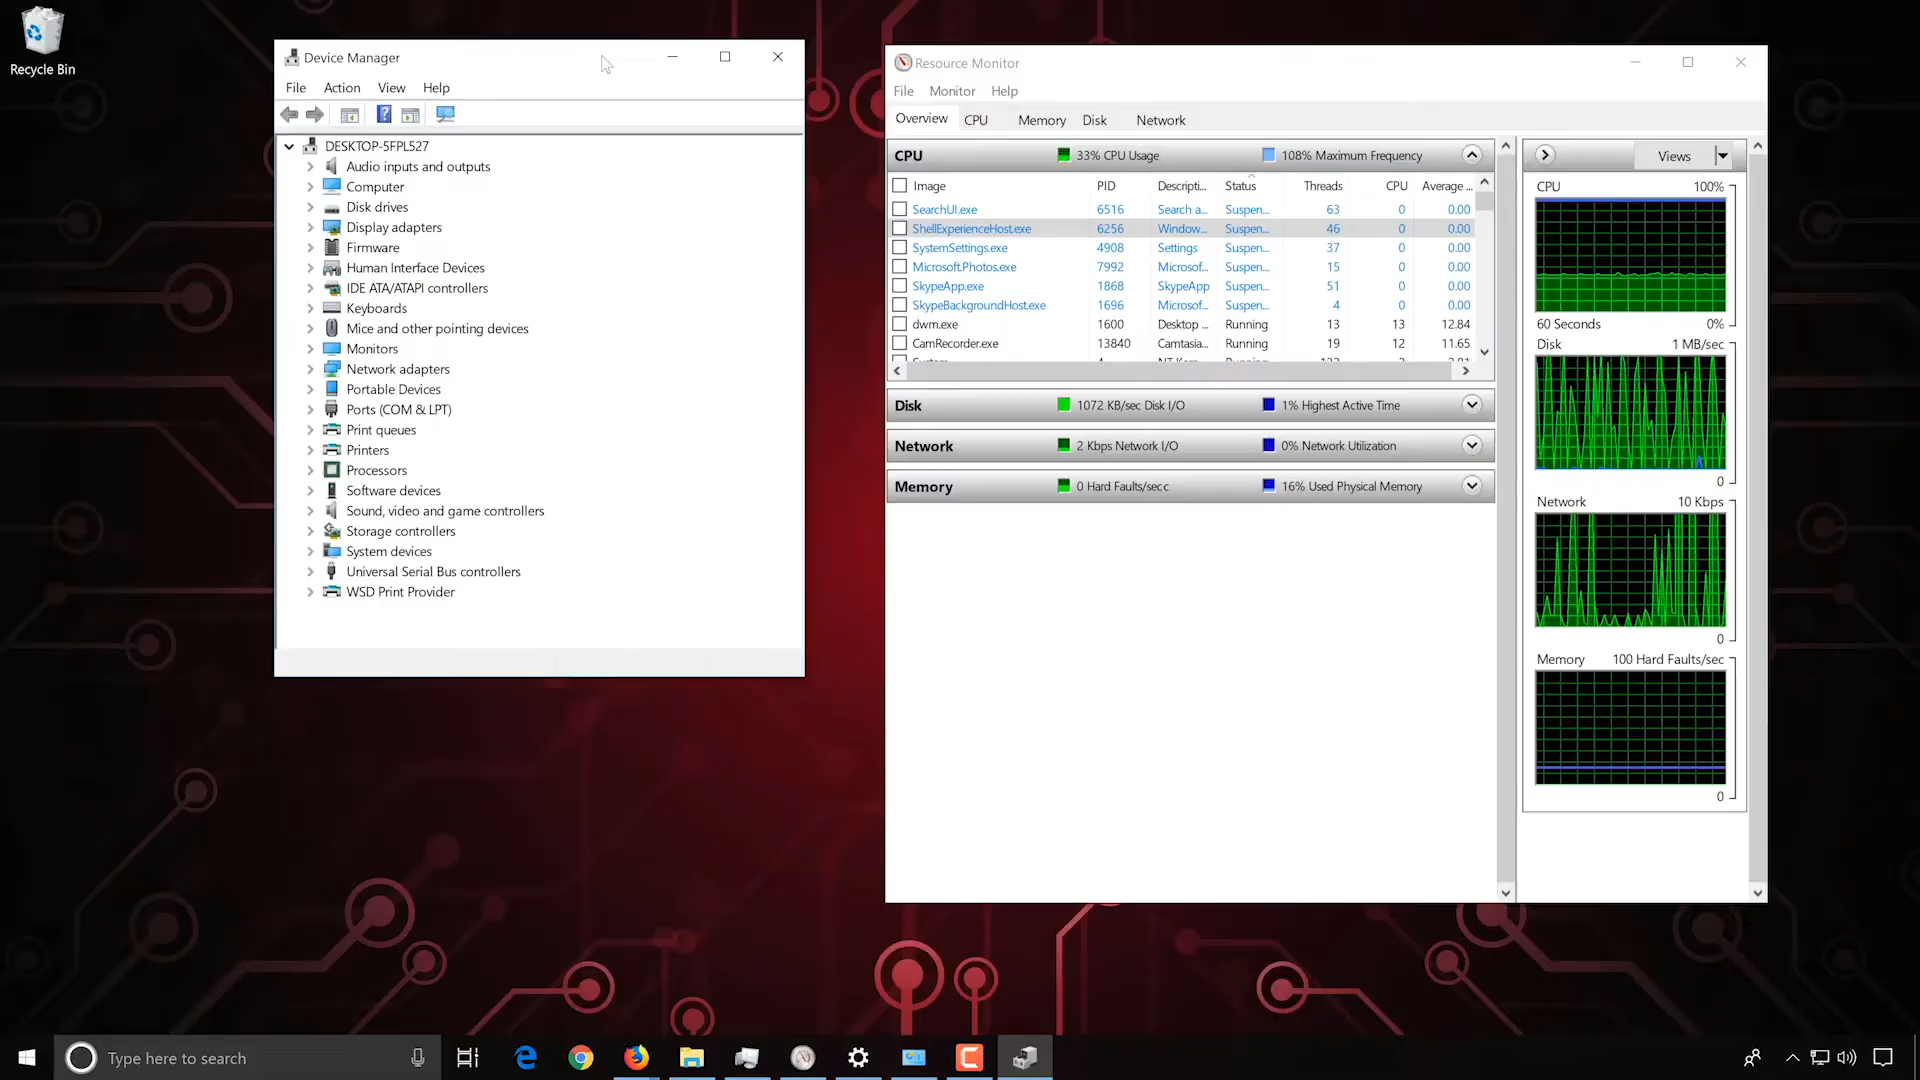 Recycle Bin
Device Manager
File Action View Help
DESKTOP-5FPL527
Audio inputs and outputs
Computer
Disk drives
Display adapters
Firmware
Human Interface Devices
IDE ATA/ATAPI controllers
Keyboards
Mice and other pointing devices
Monitors
Network adapters
Portable Devices
Ports (COM & LPT)
Print queues
Printers
Processors
Software devices
Sound, video and game controllers
Storage controllers
System devices
Universal Serial Bus controllers
WSD Print Provider
Resource Monitor
File Monitor Help
Overview CPU Memory Disk Network
CPU 33% CPU Usage 108% Maximum Frequency
Image PID Descripti... Status Threads CPU Average ...
SearchUI.exe 6516 Search a... Suspen... 63 0 0.00
ShellExperienceHost.exe 6256 Window... Suspen... 46 0 0.00
SystemSettings.exe 4908 Settings Suspen... 37 0 0.00
Microsoft.Photos.exe 7992 Microsof... Suspen... 15 0 0.00
SkypeApp.exe 1868 SkypeApp Suspen... 51 0 0.00
SkypeBackgroundHost.exe 1696 Microsof... Suspen... 4 0 0.00
dwm.exe 1600 Desktop ... Running 13 13 12.84
CamRecorder.exe 13840 Camtasia... Running 19 12 11.65
Disk 1072 KB/sec Disk I/O 1% Highest Active Time
Network 2 Kbps Network I/O 0% Network Utilization
Memory 0 Hard Faults/sec c 16% Used Physical Memory
Views
CPU 100%
60 Seconds 0%
Disk 1 MB/sec
0
Network 10 Kbps
0
Memory 100 Hard Faults/sec
0
Type here to search